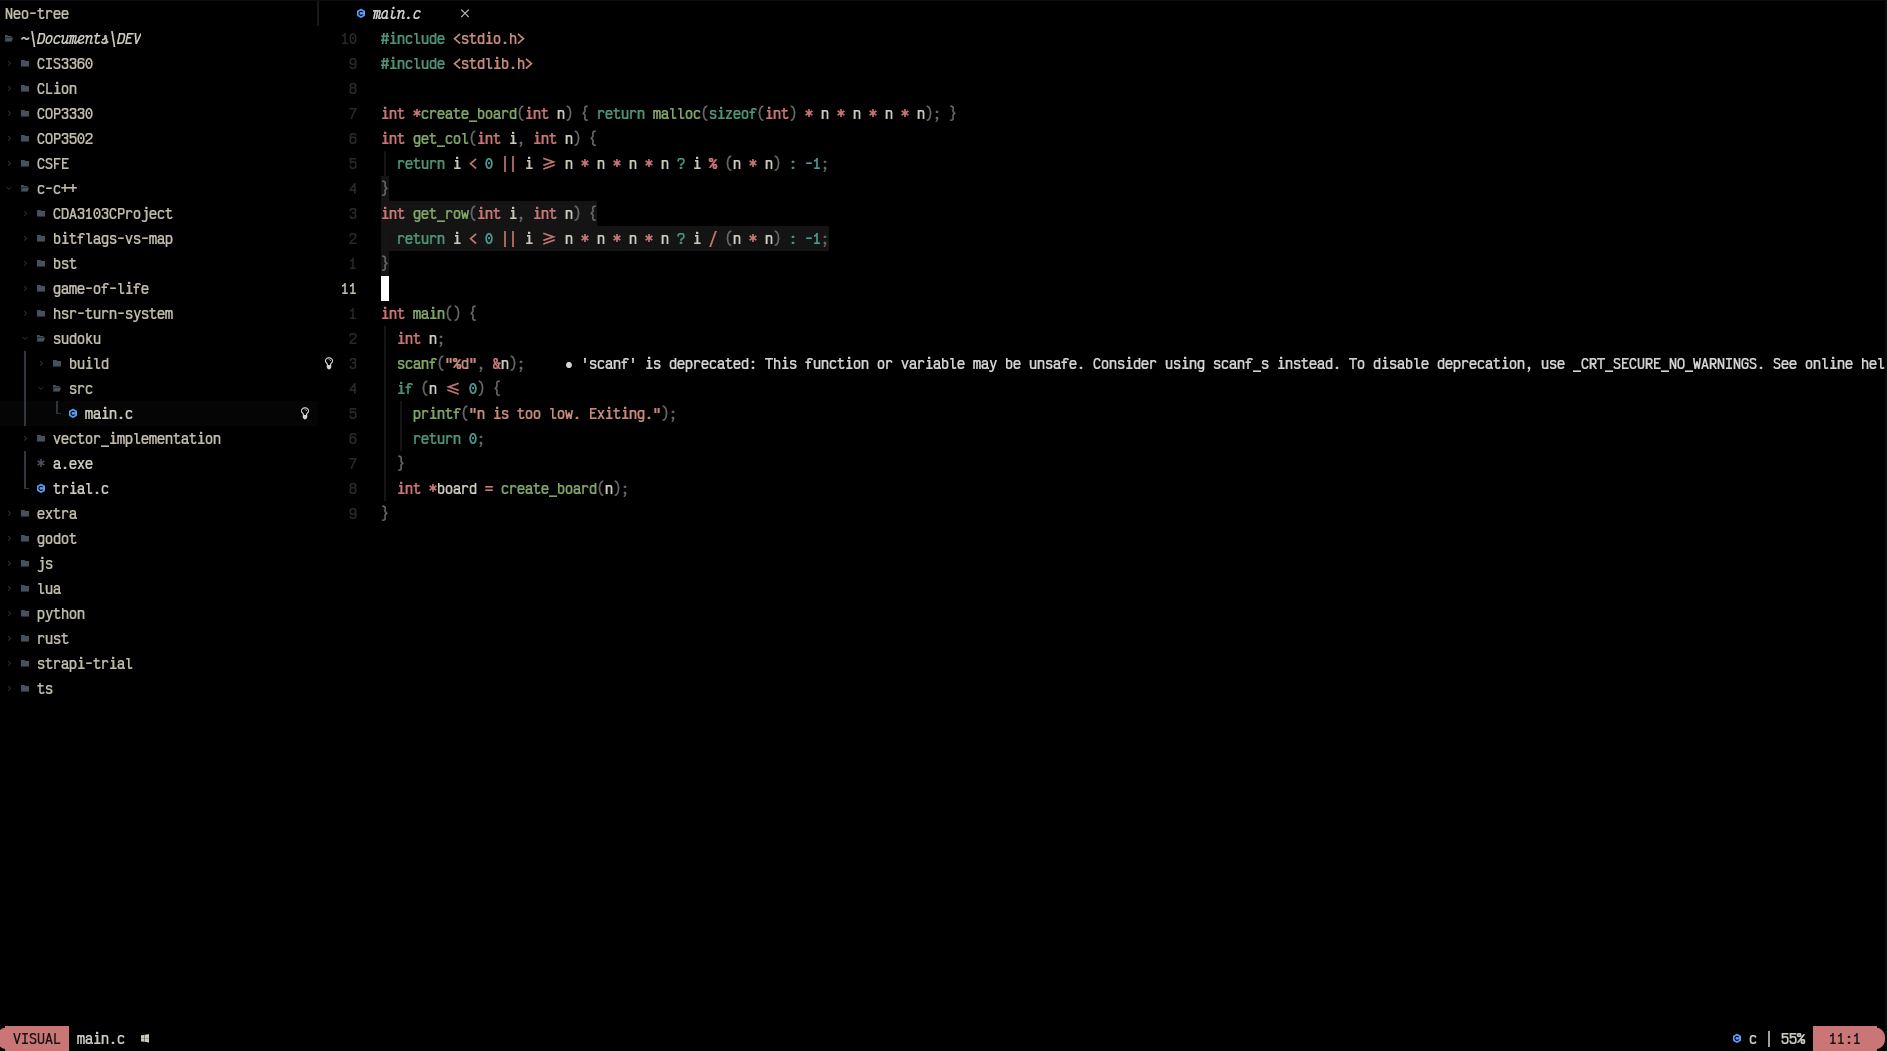 Neo-tree
~\Documents\DEV
CIS3360
CLion
COP3330
COP3502
CSFE
c-c++
CDA3103CProject
bitflags-vs-map
bst
game-of-life
hsr-turn-system
sudoku
build
src
main.c
vector_implementation
* a.exe
trial.c
extra
godot
js
lua
python
rust
strapi-trial
ts
main.c ×
10 #include <stdio.h>
9 #include <stdlib.h>
8
7 int *create_board(int n) { return malloc(sizeof(int) * n * n * n * n); }
6 int get_col(int i, int n) {
5 return i < 0 || i >= n * n * n * n ? i % (n * n) : -1;
4 }
3 int get_row(int i, int n) {
2 return i < 0 || i >= n * n * n * n ? i / (n * n) : -1;
1 }
11
1 int main() {
2 int n;
3 scanf("%d", &n); ● 'scanf' is deprecated: This function or variable may be unsafe. Consider using scanf_s instead. To disable deprecation, use _CRT_SECURE_NO_WARNINGS. See online hel
4 if (n <= 0) {
5 printf("n is too low. Exiting.");
6 return 0;
7 }
8 int *board = create_board(n);
9 }
VISUAL main.c
c | 55% 11:1